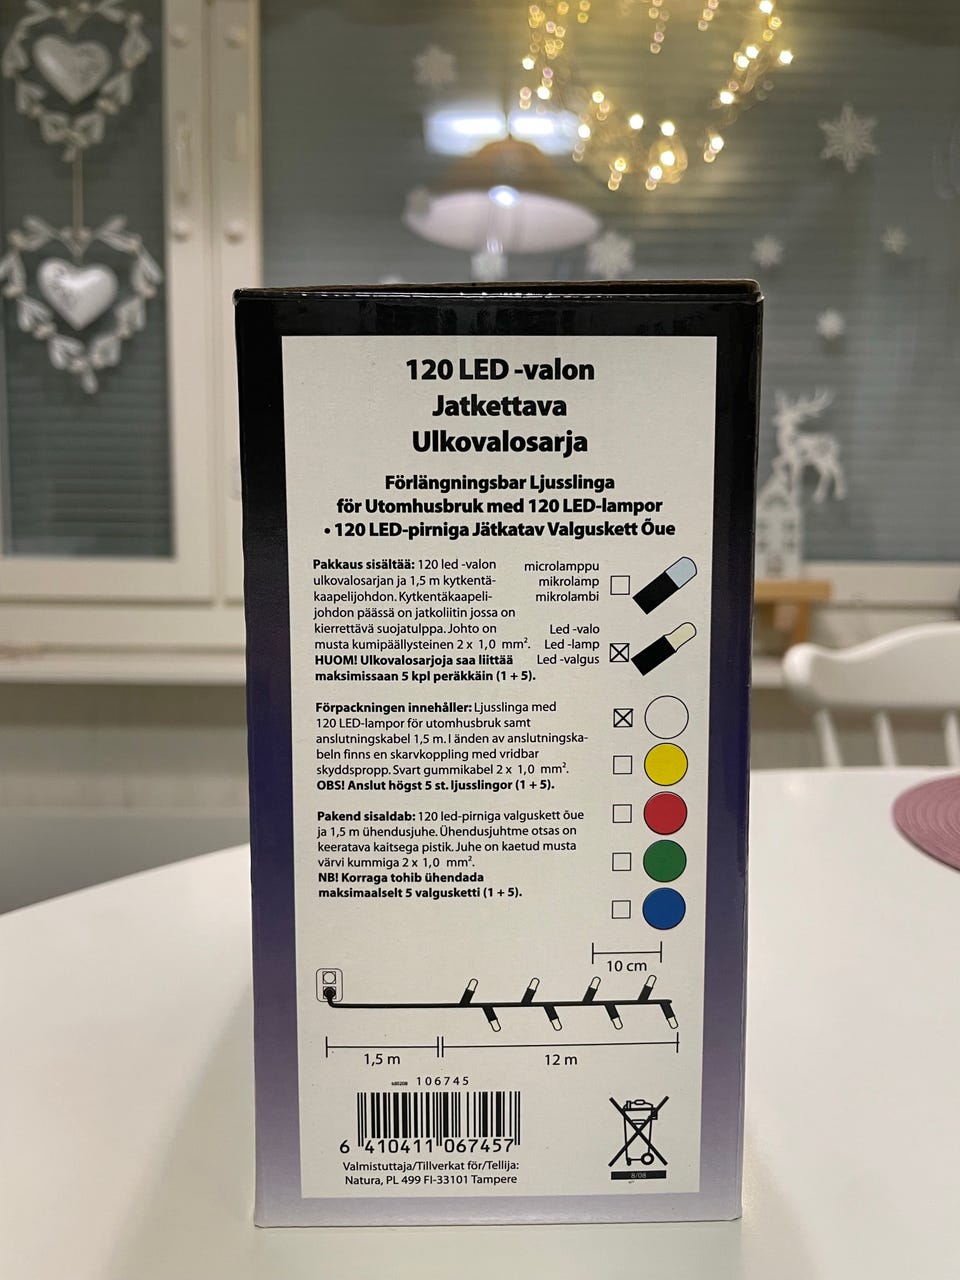 120 LED -valon
Jatkettava
Ulkovalosarja
Förlängningsbar Ljusslinga
för Utomhusbruk med 120 LED-lampor
• 120 LED-pirniga Jätkatav Valguskett Õue
Pakkaus sisältää: 120 led -valon
ulkovalosarjan ja 1,5 m kytkentä-
kaapelijohdon. Kytkentäkaapeli-
johdon päässä on jatkoliitin jossa on
kierrettävä suojatulppa. Johto on
musta kumipäällysteinen 2 x 1,0 mm².
HUOM! Ulkovalosarjoja saa liittää
maksimissaan 5 kpl peräkkäin (1 + 5).
microlamppu
mikrolamp
mikrolambi
Led -valo
Led -lamp
Led -valgus
Förpackningen innehåller: Ljusslinga med
120 LED-lampor för utomhusbruk samt
anslutningskabel 1,5 m. I änden av anslutningska-
beln finns en skarvkoppling med vridbar
skyddspropp. Svart gummikabel 2 x 1,0 mm².
OBS! Anslut högst 5 st. ljusslingor (1 + 5).
Pakend sisaldab: 120 led-pirniga valguskett õue
ja 1,5 m ühendusjuhe. Ühendusjuhtme otsas on
keeratava kaitsega pistik. Juhe on kaetud musta
värvi kummiga 2 x 1,0 mm².
NB! Korraga tohib ühendada
maksimaalselt 5 valgusketti (1 + 5).
10 cm
1,5 m
12 m
106745
6 410411 067457
Valmistuttaja/Tillverkat för/Tellija:
Natura, PL 499 FI-33101 Tampere
8/08